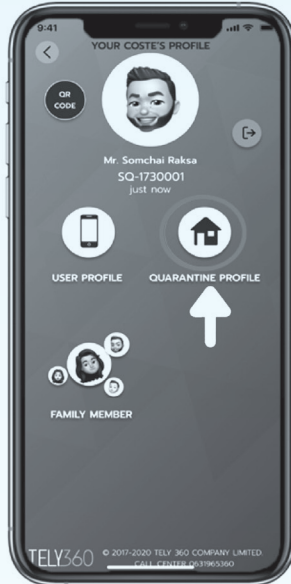 9:41
YOUR COSTE'S PROFILE
QR
CODE
Mr. Somchai Raksa
SQ-1730001
just now
USER PROFILE
QUARANTINE PROFILE
FAMILY MEMBER
TELY360
© 2017-2020 TELY 360 COMPANY LIMITED.
CALL CENTER 0631965360